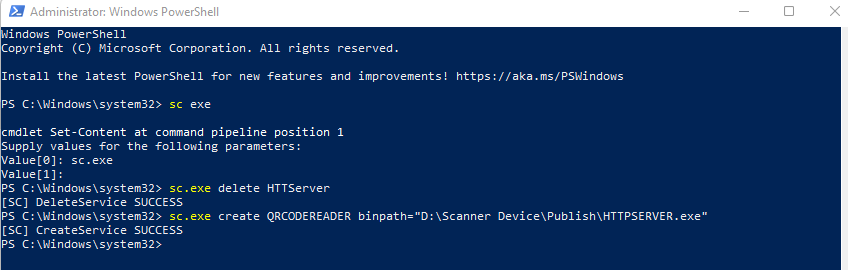 Administrator: Windows PowerShell
Windows PowerShell
Copyright (C) Microsoft Corporation. All rights reserved.
Install the latest PowerShell for new features and improvements! https://aka.ms/PSWindows
PS C:\Windows\system32> sc exe
cmdlet Set-Content at command pipeline position 1
Supply values for the following parameters:
Value[0]: sc.exe
Value[1]:
PS C:\Windows\system32> sc.exe delete HTTServer
[SC] DeleteService SUCCESS
PS C:\Windows\system32> sc.exe create QRCODEREADER binpath="D:\Scanner Device\Publish\HTTPSERVER.exe"
[SC] CreateService SUCCESS
PS C:\Windows\system32>